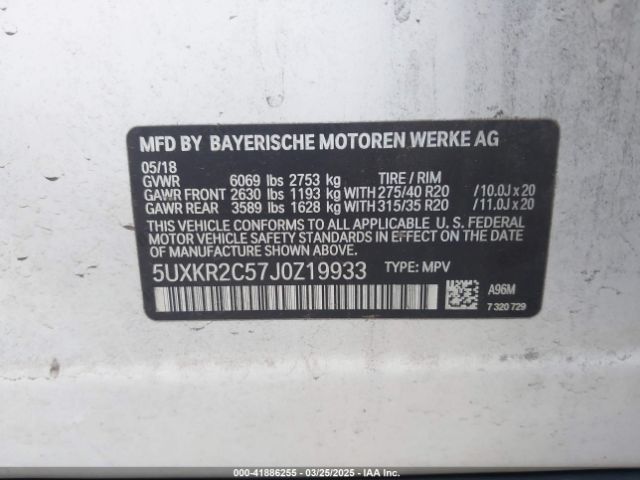 MFD BY BAYERISCHE MOTOREN WERKE AG
05/18
GVWR 6069 lbs 2753 kg TIRE / RIM
GAWR FRONT 2630 lbs 1193 kg WITH 275/40 R20 /10.0J x 20
GAWR REAR 3589 lbs 1628 kg WITH 315/35 R20 /11.0J x 20
THIS VEHICLE CONFORMS TO ALL APPLICABLE U. S. FEDERAL
MOTOR VEHICLE SAFETY STANDARDS IN EFFECT ON THE DATE
OF MANUFACTURE SHOWN ABOVE.
5UXKR2C57J0Z19933 TYPE: MPV
A96M
7 320 729
000-41886255 - 03/25/2025 - IAA Inc.